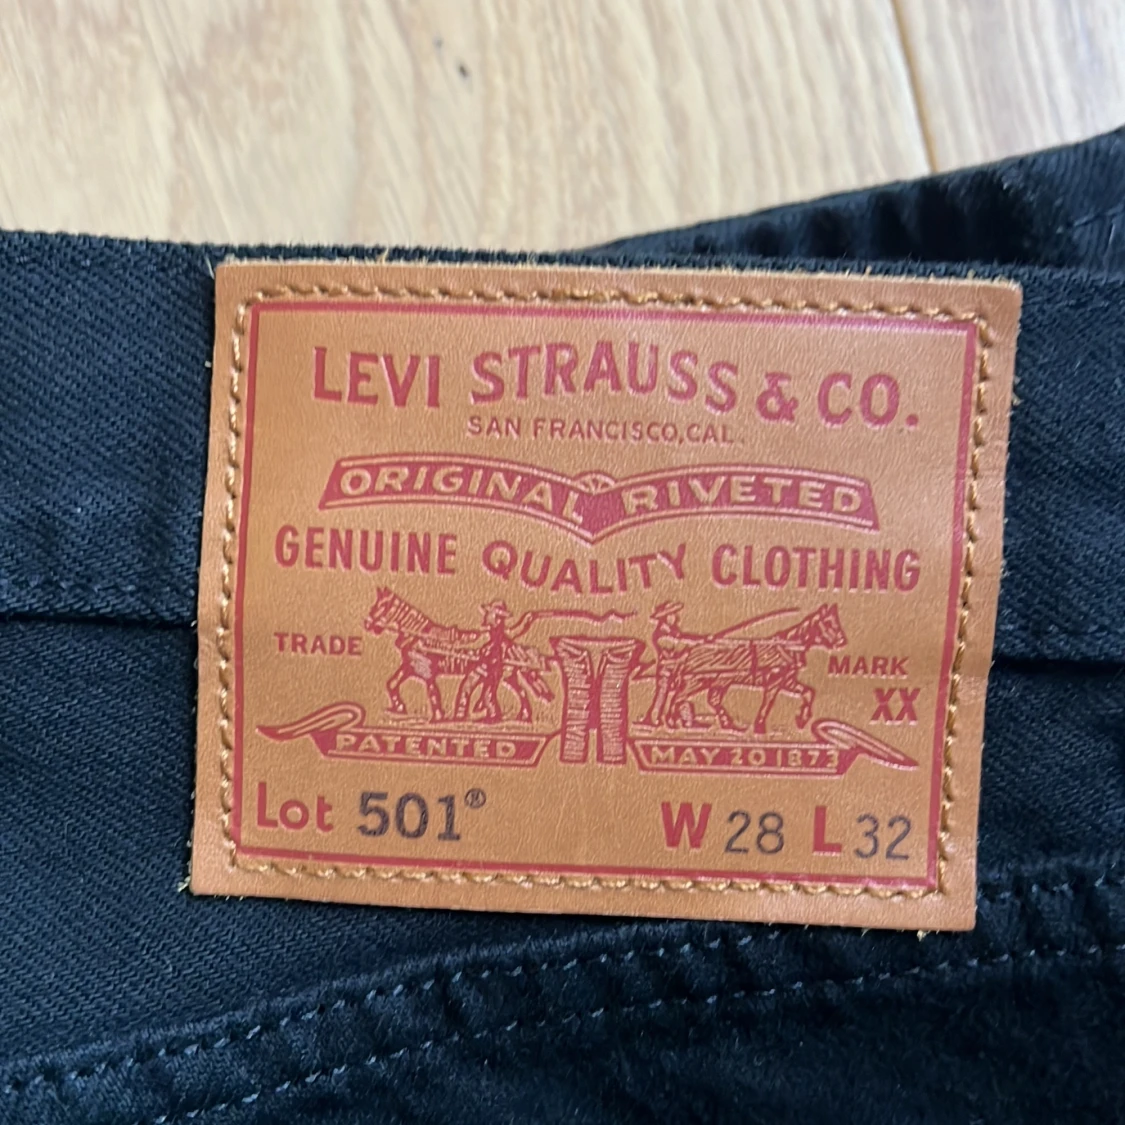 LEVI STRAUSS & CO.
SAN FRANCISCO, CAL.
ORIGINAL RIVETED
GENUINE QUALITY CLOTHING
TRADE MARK
XX
PATENTED MAY 20 1873
Lot 501® W 28 L 32